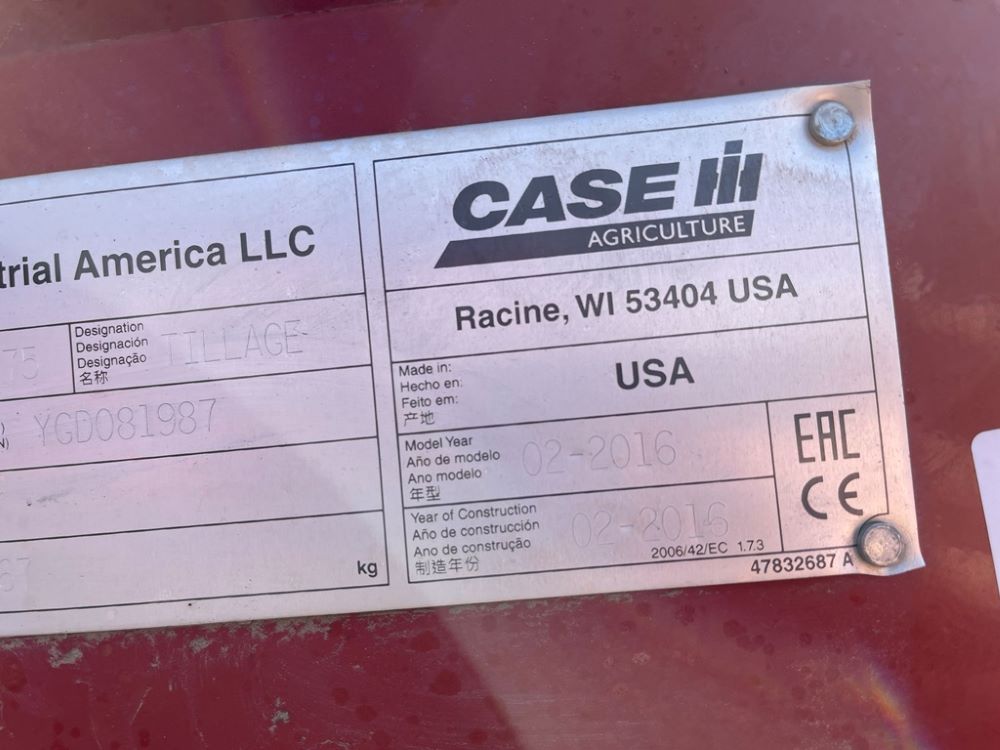 trial America LLC
75
Designation
Designación
Designação
名称
TILLAGE
N)
YGD081987
67
kg
CASE IH
AGRICULTURE
Racine, WI 53404 USA
Made in:
Hecho en:
Feito em:
产地
USA
Model Year
Año de modelo
Ano modelo
年型
02-2016
Year of Construction
Año de construcción
Ano de construção
制造年份
02-2016
2006/42/EC 1.7.3
EAC
CE
47832687 A